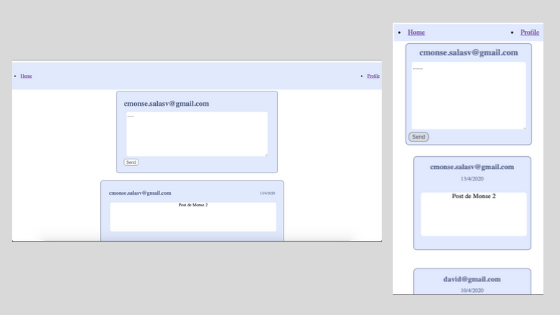 Home
Profile
cmonse.salasv@gmail.com
Send
cmonse.salasv@gmail.com
13/4/2020
Post de Monse 2
Home
Profile
cmonse.salasv@gmail.com
Send
cmonse.salasv@gmail.com
13/4/2020
Post de Monse 2
david@gmail.com
10/4/2020